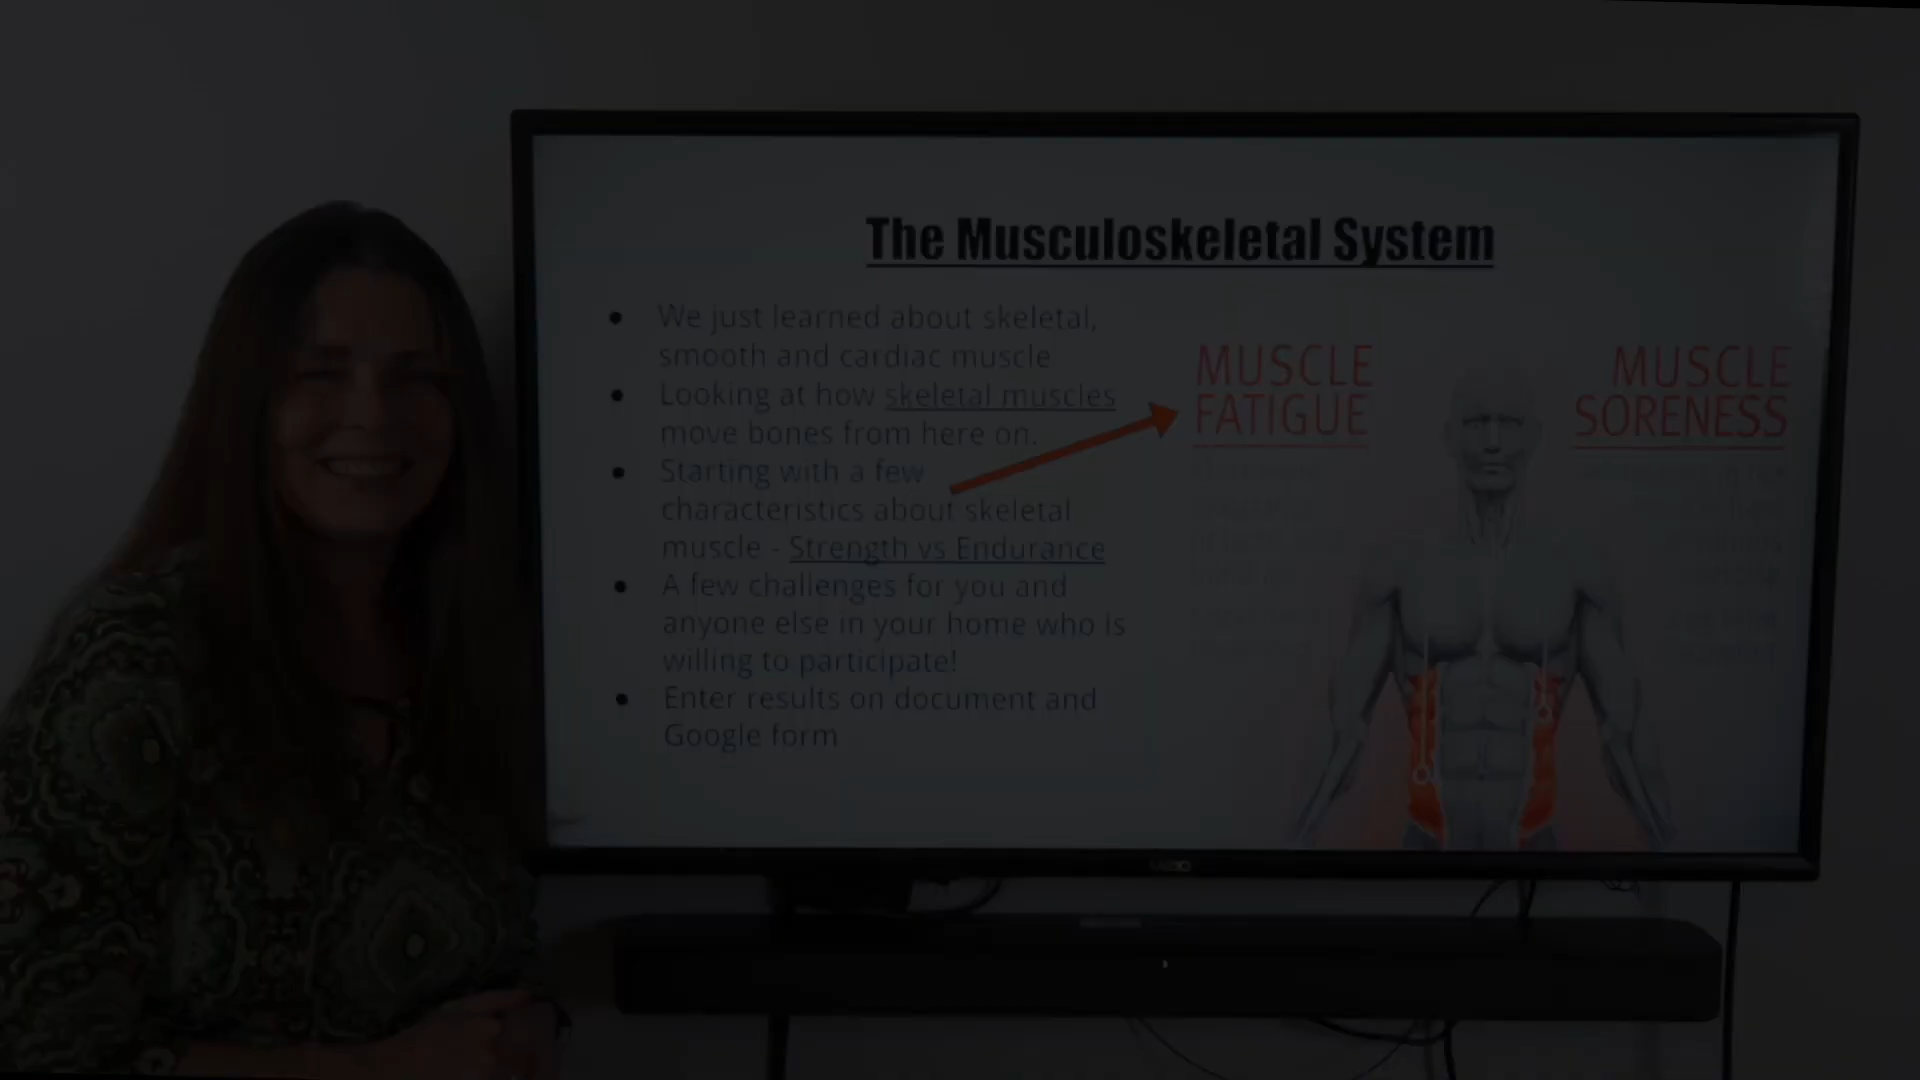 The Musculoskeletal System
We just learned about skeletal,
smooth and cardiac muscle
Looking at how skeletal muscles
move bones from here on.
Starting with a few
characteristics about skeletal
muscle - Strength vs Endurance
A few challenges for you and
anyone else in your home who is
willing to participate!
Enter results on document and
Google form
MUSCLE
FATIGUE
MUSCLE
SORENESS